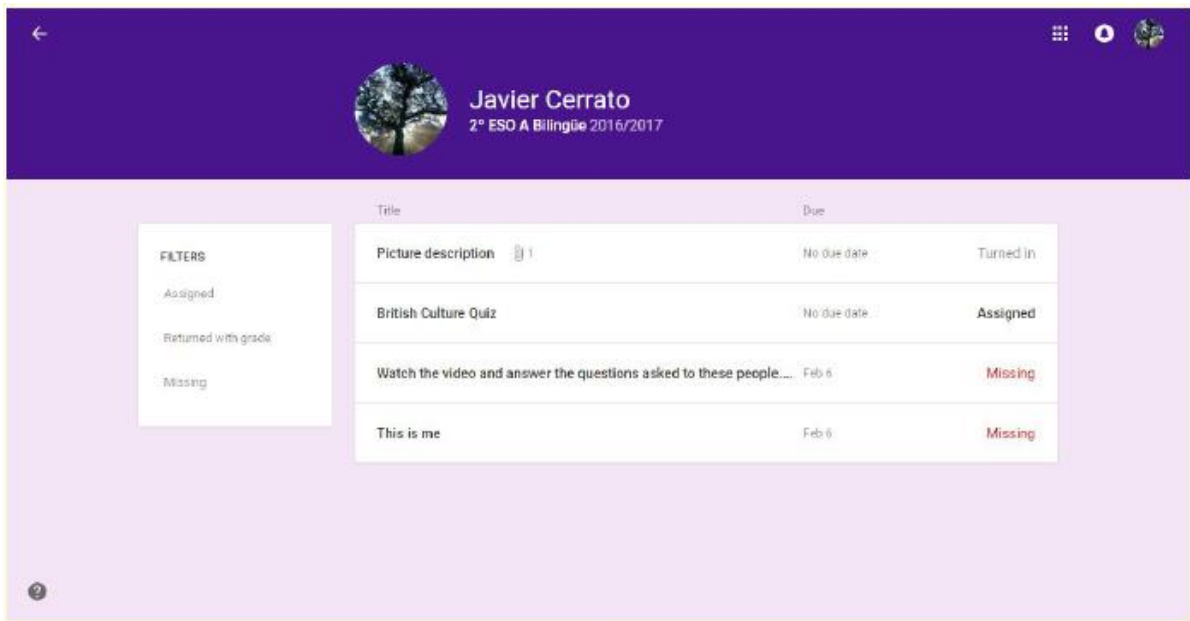 Javier Cerrato
2º ESO A Bilingüe 2016/2017
Title Due
FILTERS
Assigned
Returned with grade
Missing
Picture description 1 No due date Turned in
British Culture Quiz No due date Assigned
Watch the video and answer the questions asked to these people.... Feb 6 Missing
This is me Feb 6 Missing
?